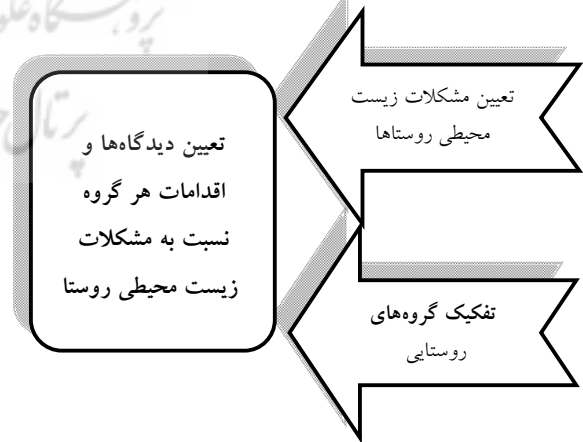 تعیین مشکلات زیست
محیطی روستاها
تفکیک گروه‌های
روستایی
تعیین دیدگاه‌ها و
اقدامات هر گروه
نسبت به مشکلات
زیست محیطی روستا